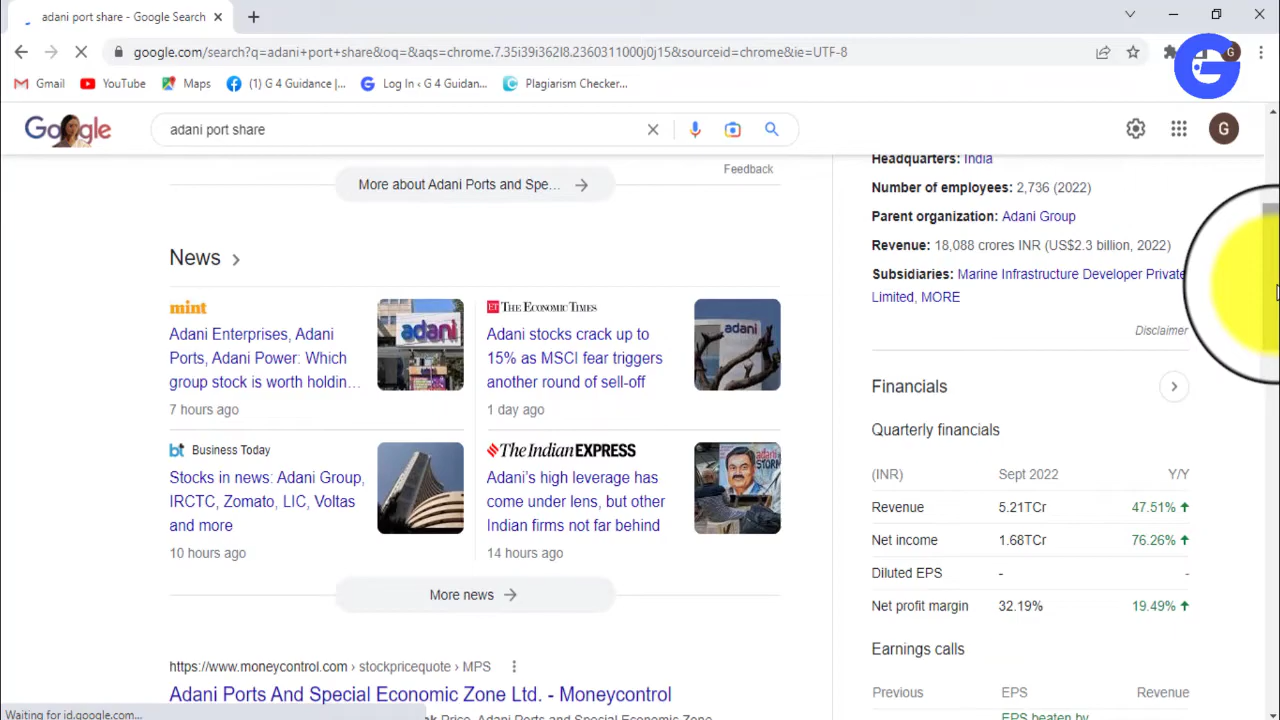 adani port share - Google Search
google.com/search?q=adani+port+share&oq=&aqs=chrome.7.35i39i362l8.2360311000j0j15&sourceid=chrome&ie=UTF-8
Gmail
YouTube
Maps
(1) G 4 Guidance |...
Log In ‹ G 4 Guidan...
Plagiarism Checker...
adani port share
G
Feedback
More about Adani Ports and Spe...
News
mint
Adani Enterprises, Adani
Ports, Adani Power: Which
group stock is worth holdin...
7 hours ago
adani
ET THE ECONOMIC TIMES
Adani stocks crack up to
15% as MSCI fear triggers
another round of sell-off
1 day ago
adani
bt Business Today
Stocks in news: Adani Group,
IRCTC, Zomato, LIC, Voltas
and more
10 hours ago
The Indian EXPRESS
Adani's high leverage has
come under lens, but other
Indian firms not far behind
14 hours ago
More news
https://www.moneycontrol.com › stockpricequote › MPS
Adani Ports And Special Economic Zone Ltd. - Moneycontrol
Headquarters: India
Number of employees: 2,736 (2022)
Parent organization: Adani Group
Revenue: 18,088 crores INR (US$2.3 billion, 2022)
Subsidiaries: Marine Infrastructure Developer Private
Limited, MORE
Disclaimer
Financials
Quarterly financials
(INR) Sept 2022 Y/Y
Revenue 5.21TCr 47.51%
Net income 1.68TCr 76.26%
Diluted EPS - -
Net profit margin 32.19% 19.49%
Earnings calls
Previous EPS Revenue
EPS beaten by
Waiting for id.google.com...